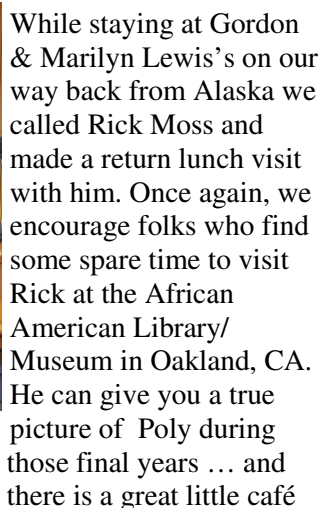 While staying at Gordon
& Marilyn Lewis's on our
way back from Alaska we
called Rick Moss and
made a return lunch visit
with him. Once again, we
encourage folks who find
some spare time to visit
Rick at the African
American Library/
Museum in Oakland, CA.
He can give you a true
picture of  Poly during
those final years … and
there is a great little café